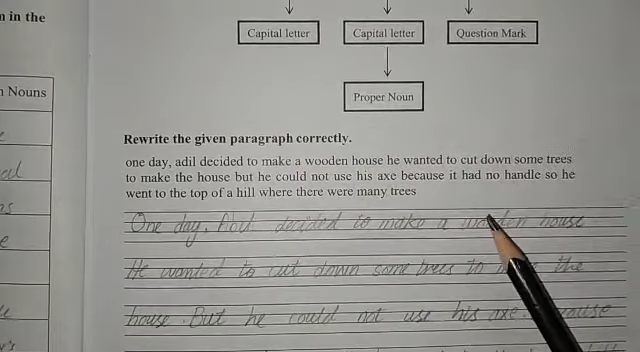 n in the
n Nouns
Capital letter
Capital letter
Question Mark
Proper Noun
Rewrite the given paragraph correctly.
one day, adil decided to make a wooden house he wanted to cut down some trees
to make the house but he could not use his axe because it had no handle so he
went to the top of a hill where there were many trees
One day, decided to make a house
He wanted to cut down some trees to the
house. But he could not use his axe.